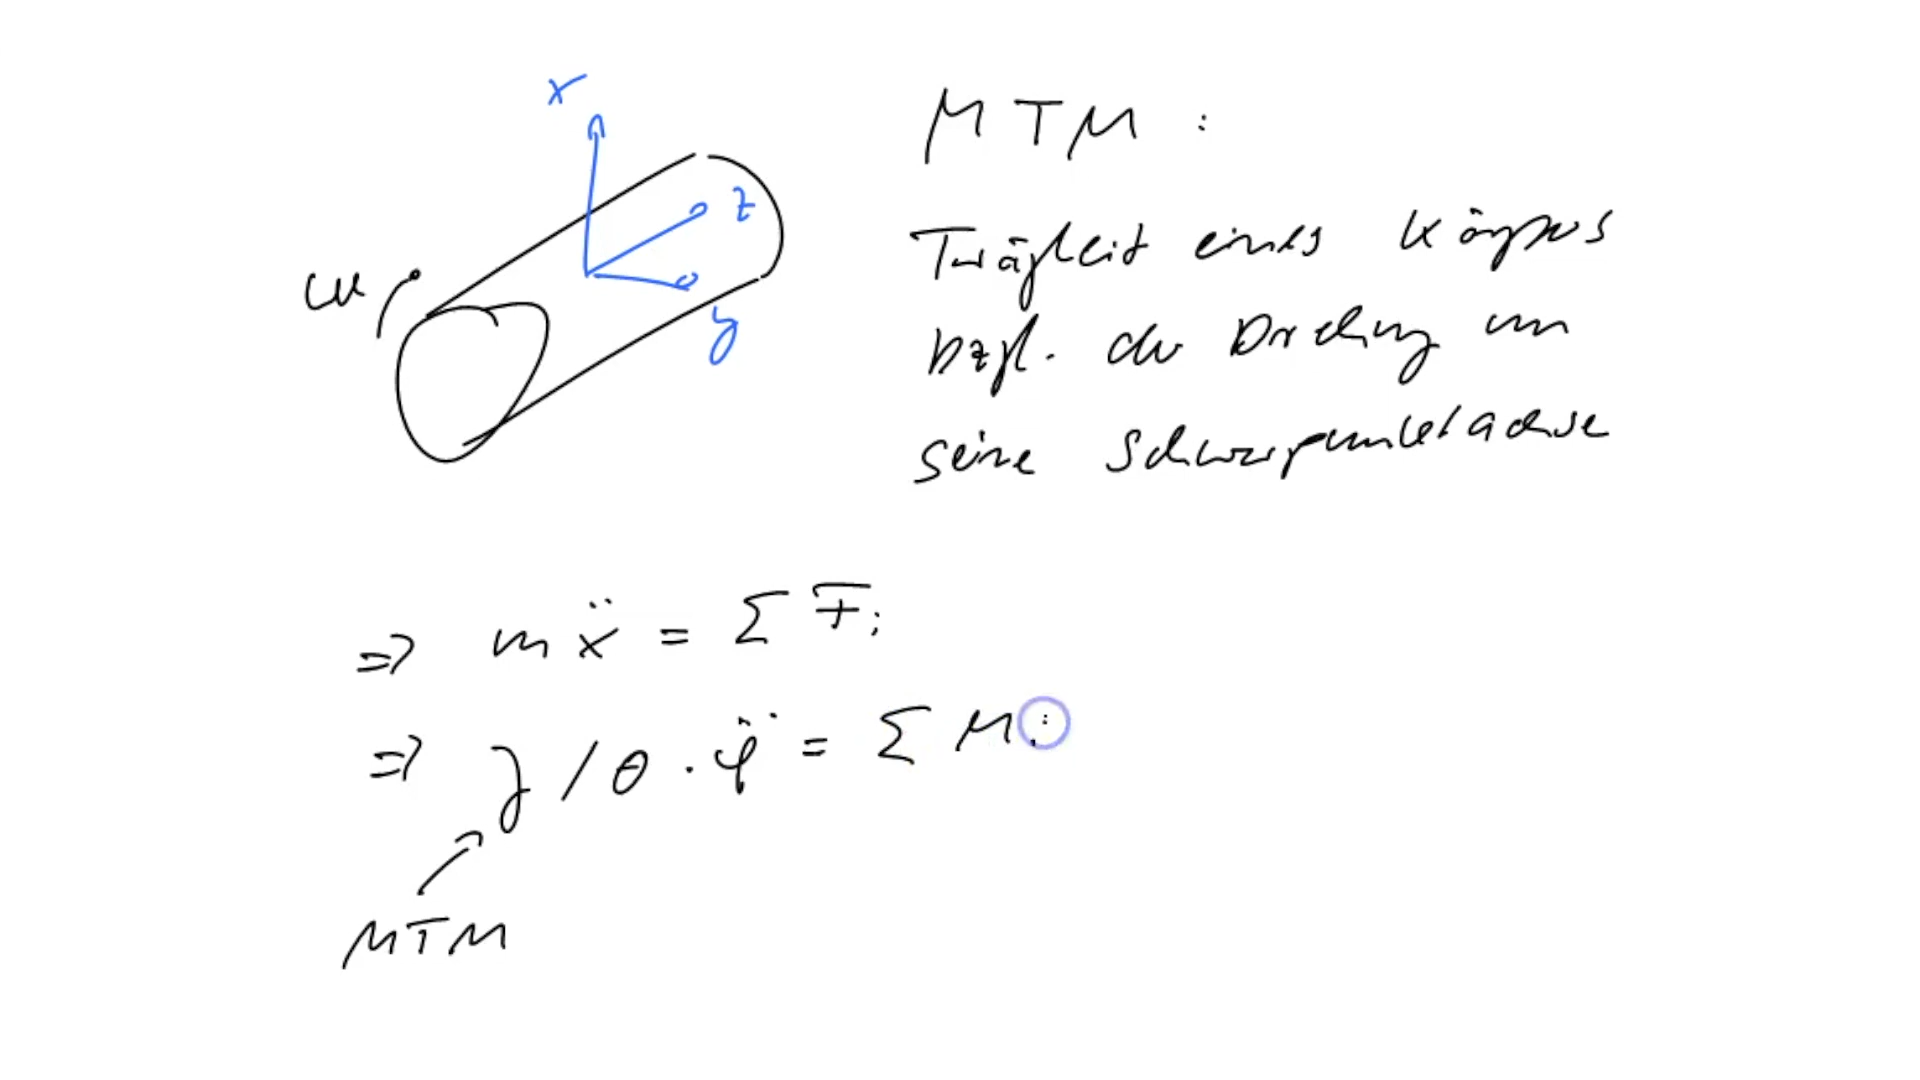 x
z
y
ω
MTM:
Trägheit eines Körpers
bzgl. der Drehung um
seine Schwerpunktachse
=> m ẍ = Σ Fi
=> J / θ · φ̈ = Σ Mi
MTM